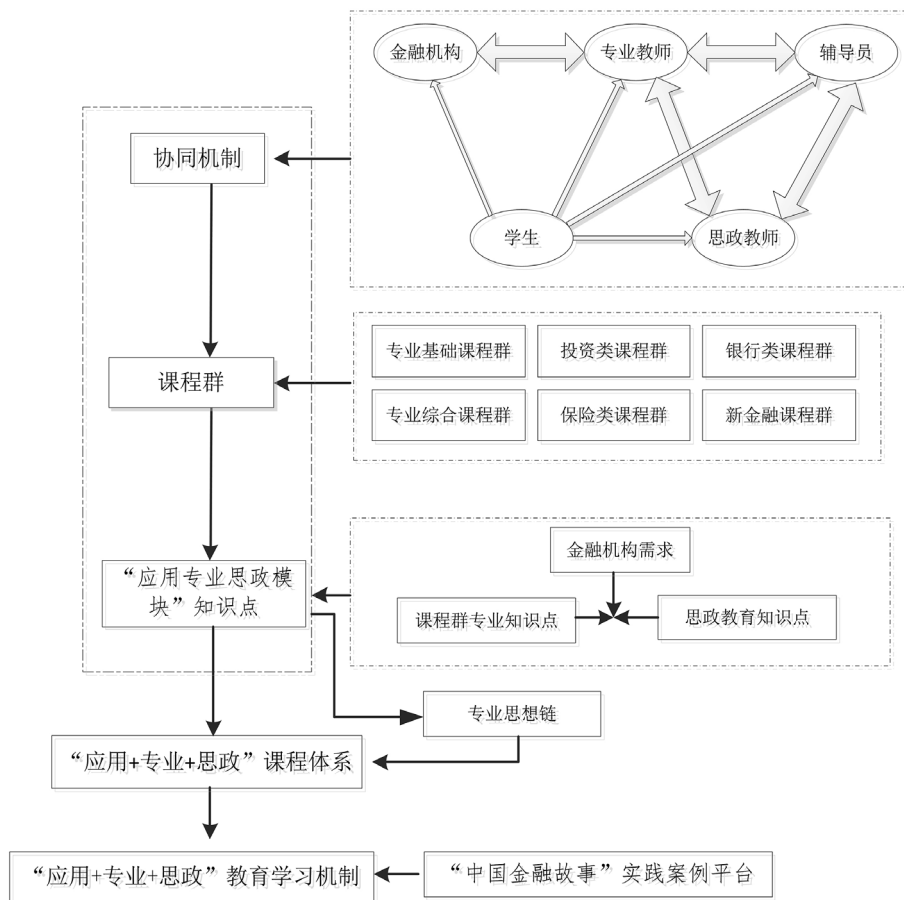 金融机构
专业教师
辅导员
协同机制
学生
思政教师
专业基础课程群
投资类课程群
银行类课程群
课程群
专业综合课程群
保险类课程群
新金融课程群
金融机构需求
“应用专业思政模
块”知识点
课程群专业知识点
思政教育知识点
专业思想链
“应用+专业+思政”课程体系
“应用+专业+思政”教育学习机制
“中国金融故事”实践案例平台